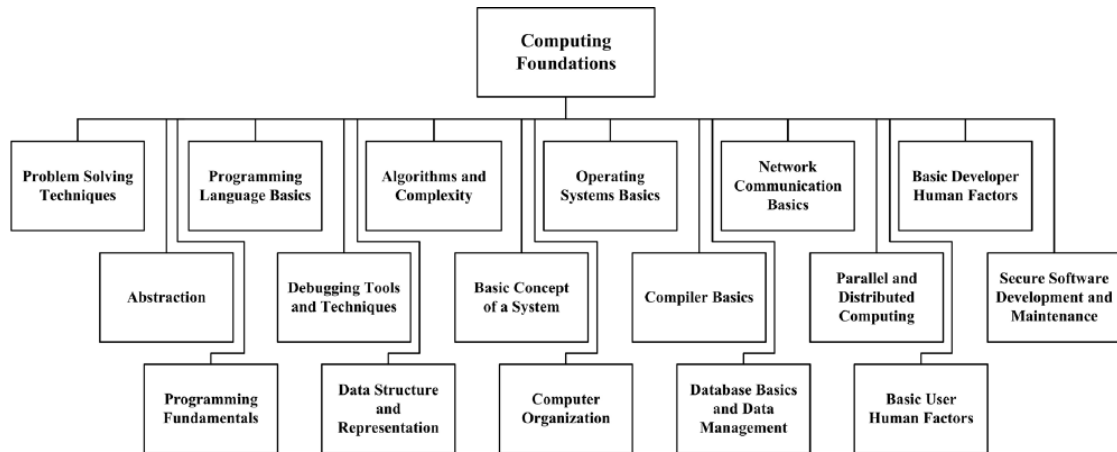 Computing
Foundations
Problem Solving
Techniques
Programming
Language Basics
Algorithms and
Complexity
Operating
Systems Basics
Network
Communication
Basics
Basic Developer
Human Factors
Abstraction
Debugging Tools
and Techniques
Basic Concept
of a System
Compiler Basics
Parallel and
Distributed
Computing
Secure Software
Development and
Maintenance
Programming
Fundamentals
Data Structure
and
Representation
Computer
Organization
Database Basics
and Data
Management
Basic User
Human Factors